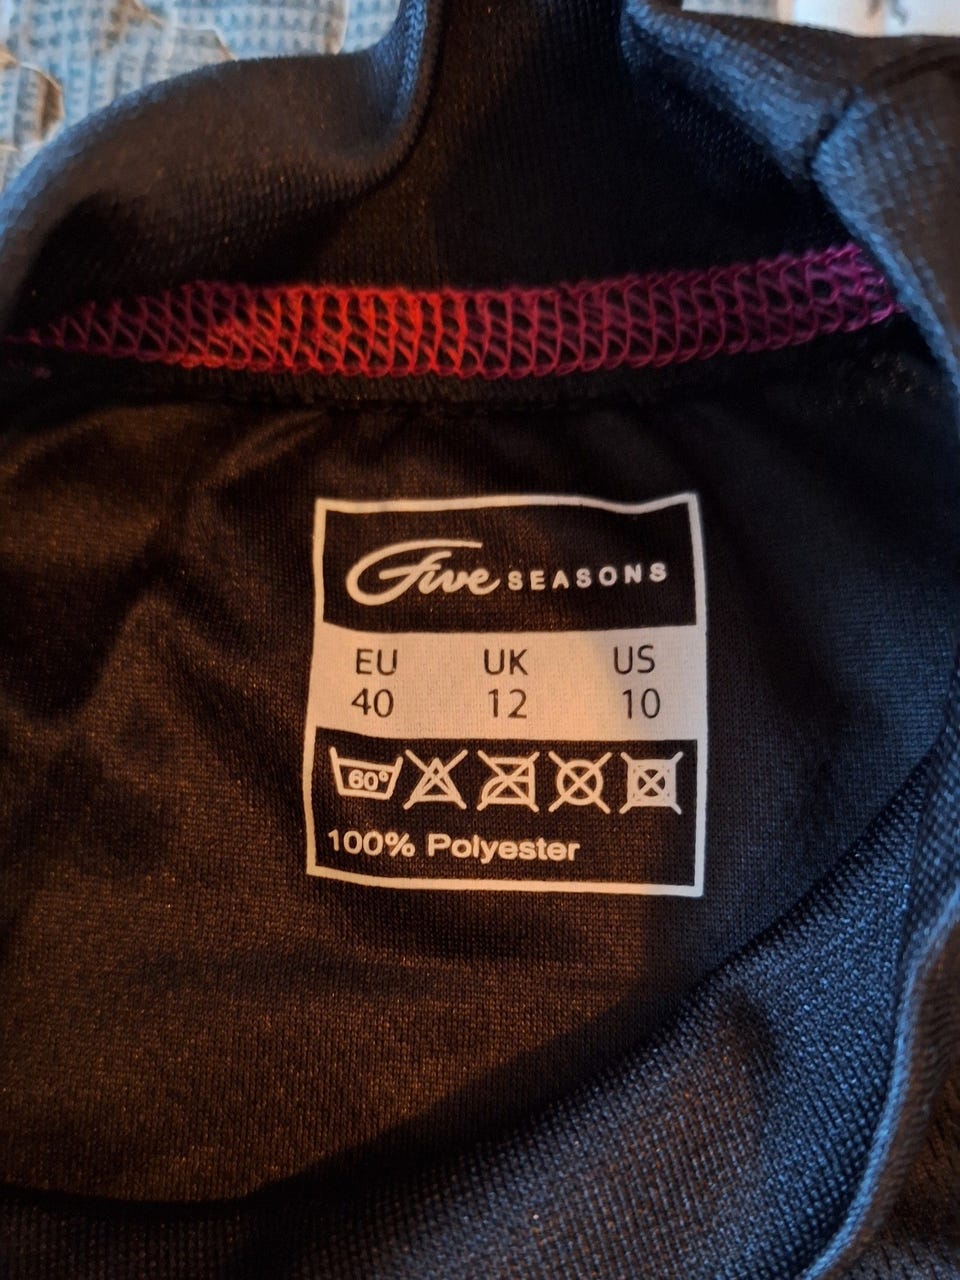 Five SEASONS
EU UK US
40 12 10
60°
100% Polyester